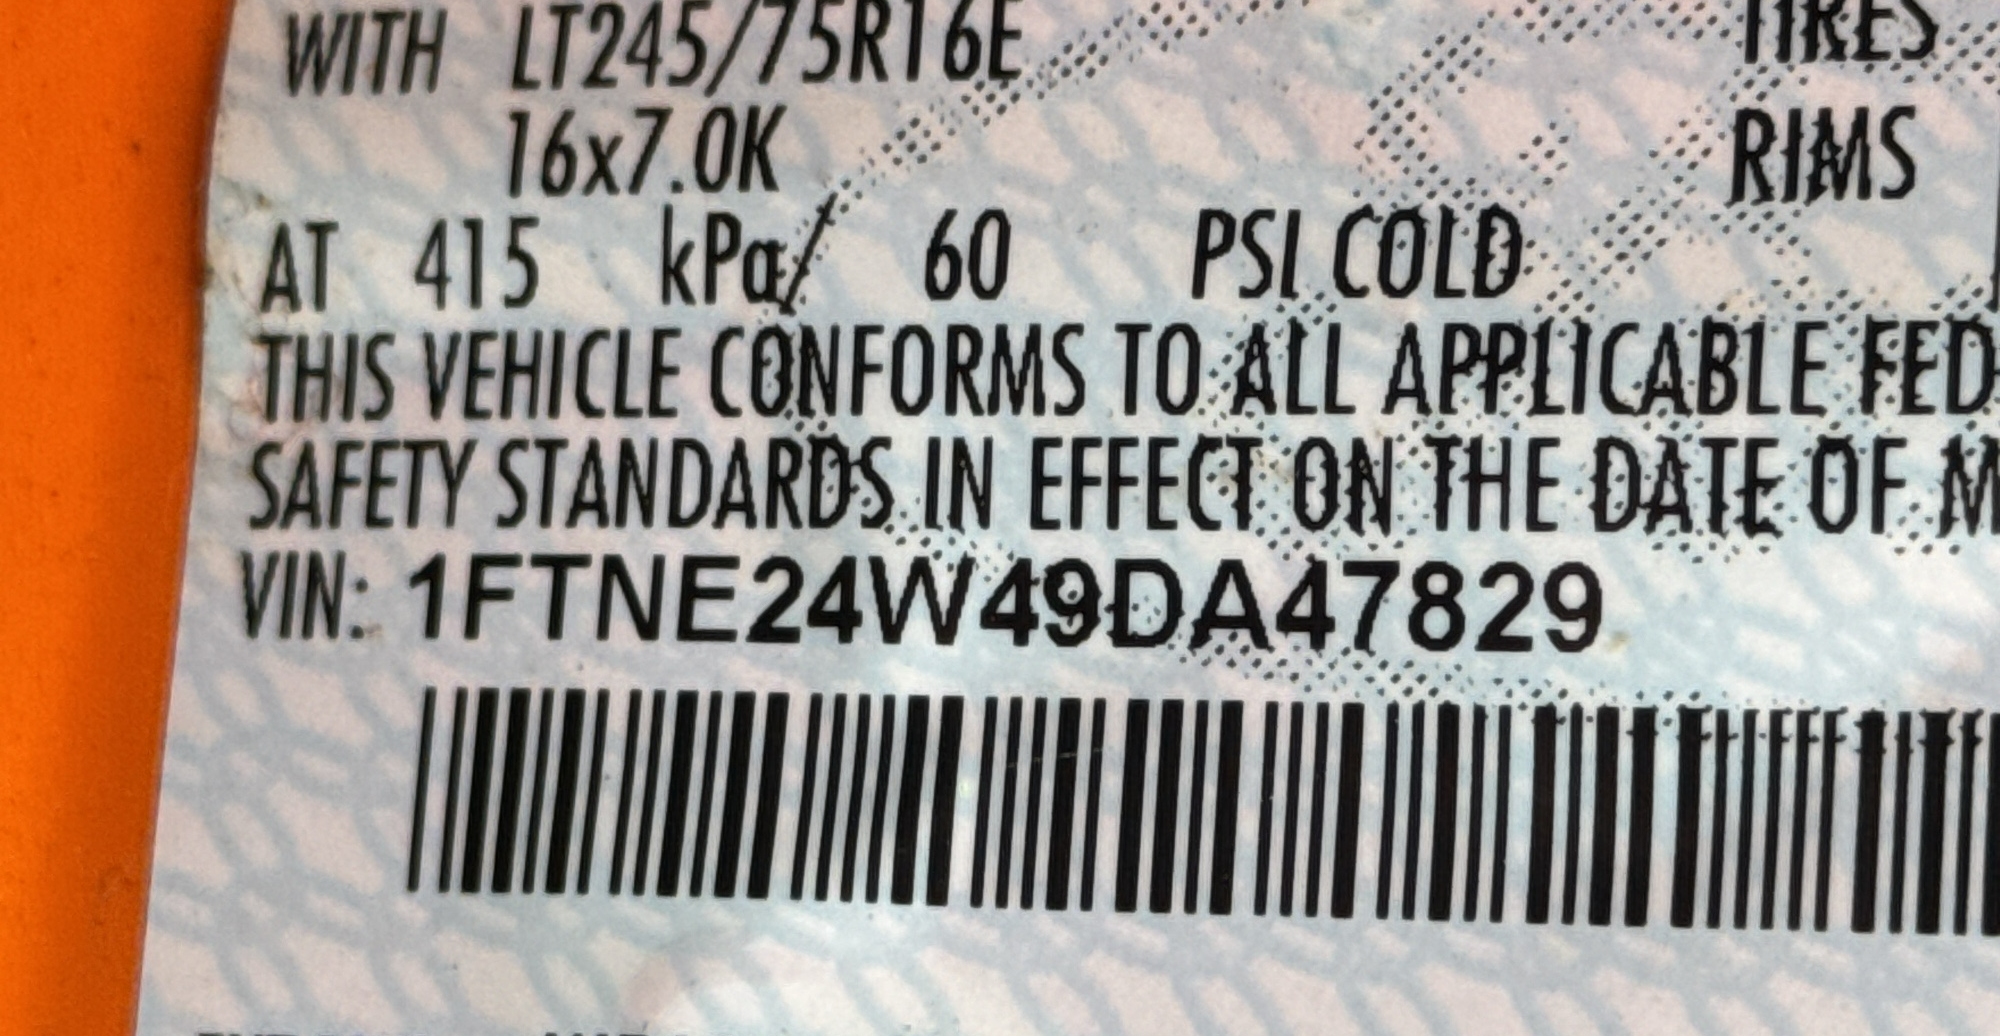 WITH LT245/75R16E TIRES
16x7.0K RIMS
AT 415 kPa/ 60 PSI COLD
THIS VEHICLE CONFORMS TO ALL APPLICABLE FED
SAFETY STANDARDS IN EFFECT ON THE DATE OF M
VIN: 1FTNE24W49DA47829